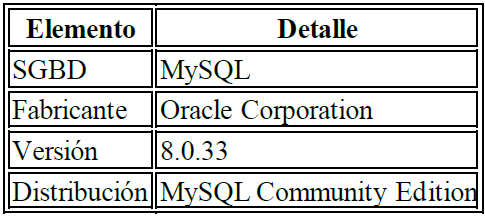 Elemento Detalle
SGBD MySQL
Fabricante Oracle Corporation
Versión 8.0.33
Distribución MySQL Community Edition